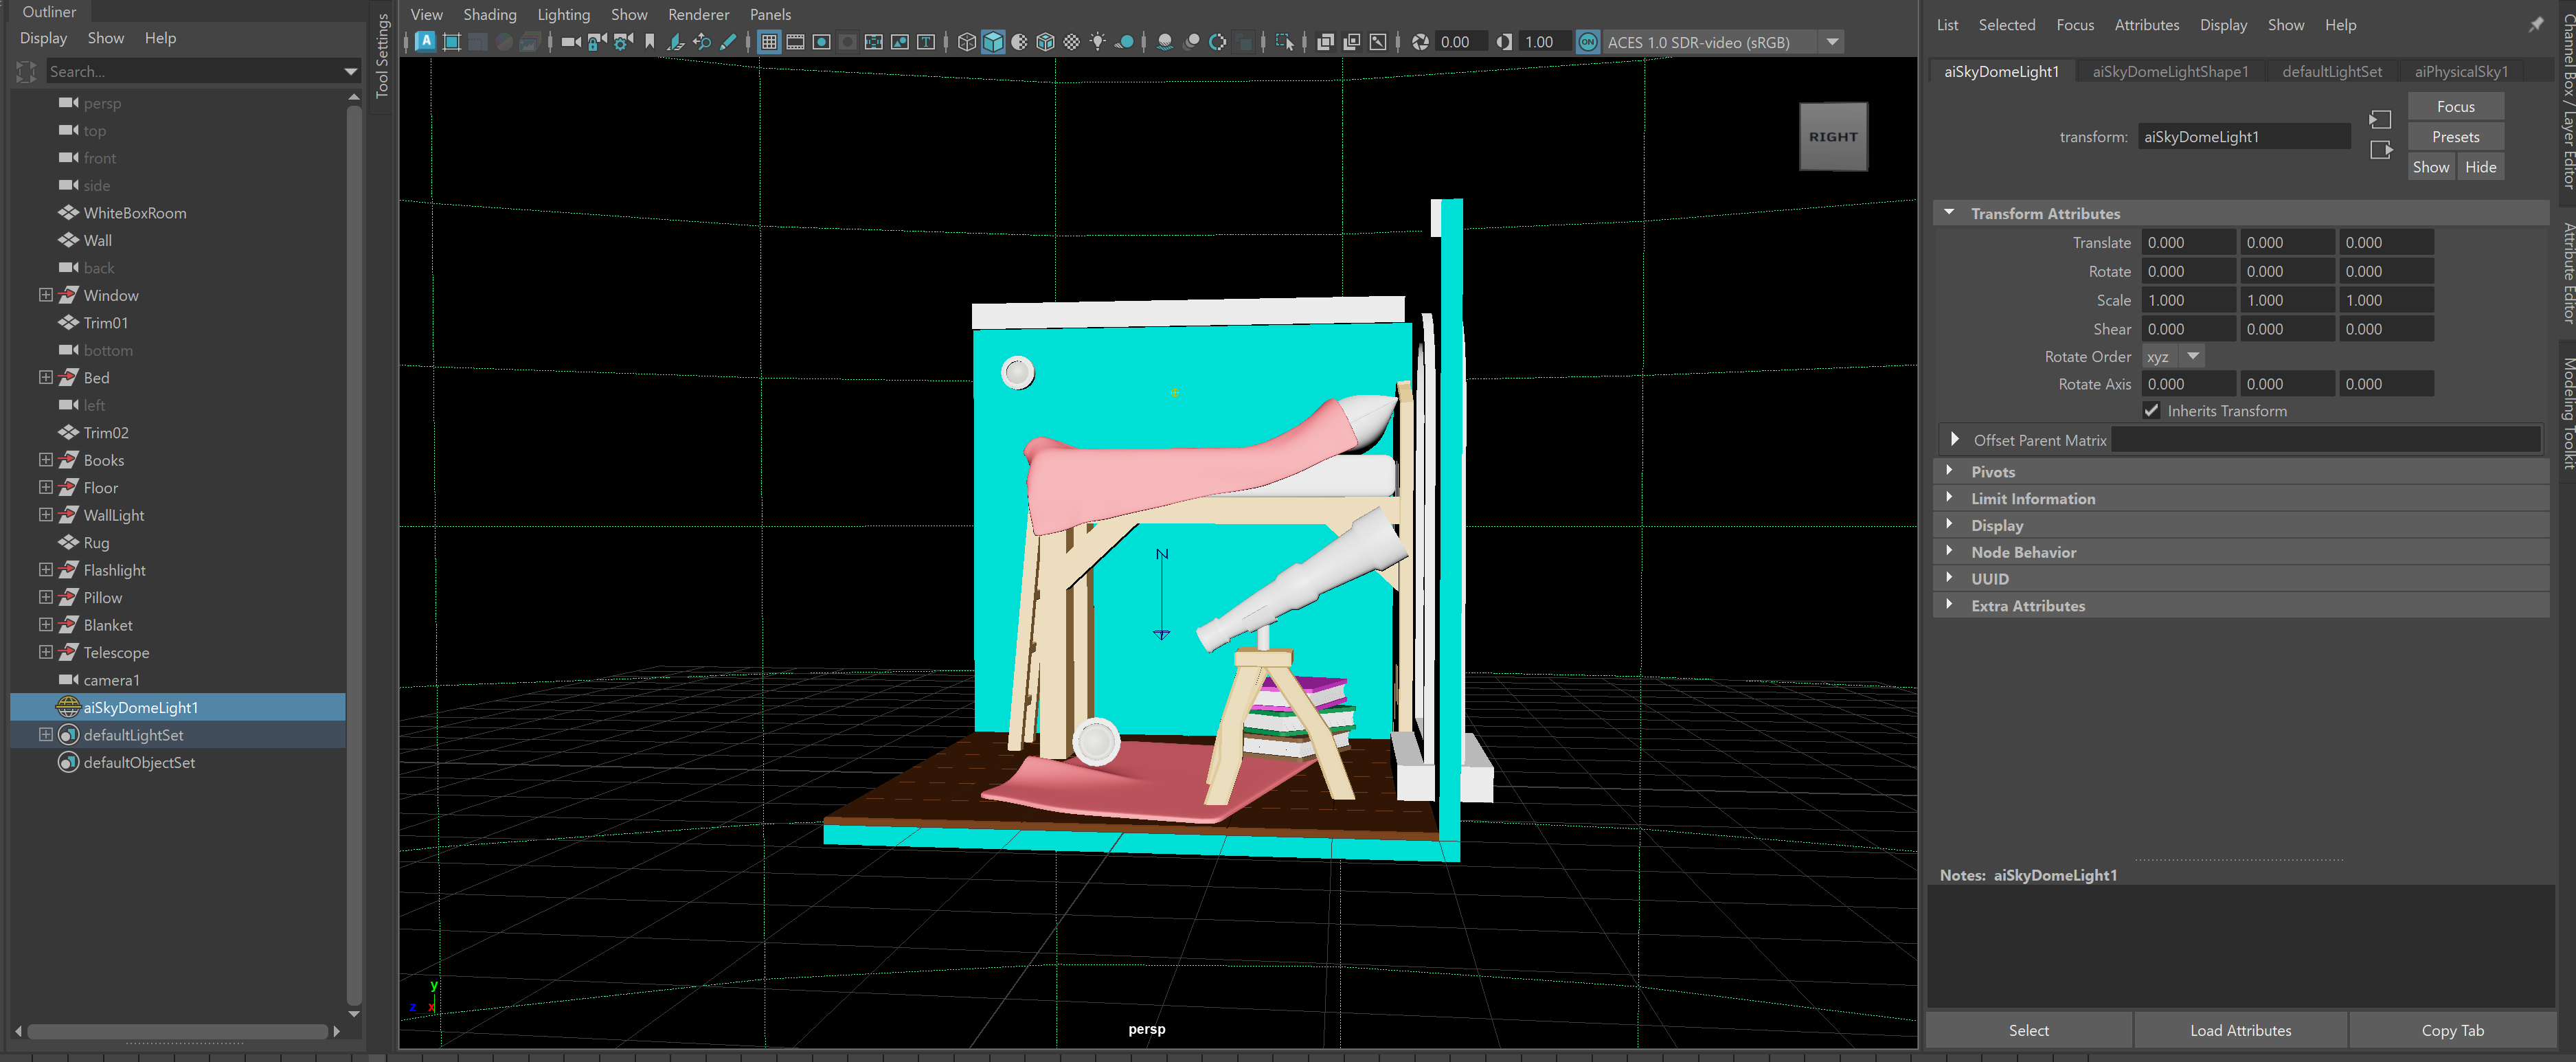 Outliner
Display Show Help
Search...
persp
top
front
side
WhiteBoxRoom
Wall
back
Window
Trim01
bottom
Bed
left
Trim02
Books
Floor
WallLight
Rug
Flashlight
Pillow
Blanket
Telescope
camera1
aiSkyDomeLight1
defaultLightSet
defaultObjectSet
Tool Settings
View Shading Lighting Show Renderer Panels
A
T
0.00
1.00
ON
ACES 1.0 SDR-video (sRGB)
RIGHT
N
y
z x
persp
List Selected Focus Attributes Display Show Help
aiSkyDomeLight1 aiSkyDomeLightShape1 defaultLightSet aiPhysicalSky1
transform: aiSkyDomeLight1
Focus
Presets
Show Hide
Transform Attributes
Translate 0.000 0.000 0.000
Rotate 0.000 0.000 0.000
Scale 1.000 1.000 1.000
Shear 0.000 0.000 0.000
Rotate Order xyz
Rotate Axis 0.000 0.000 0.000
Inherits Transform
Offset Parent Matrix
Pivots
Limit Information
Display
Node Behavior
UUID
Extra Attributes
Notes: aiSkyDomeLight1
Select Load Attributes Copy Tab
Channel Box / Layer Editor
Attribute Editor
Modeling Toolkit